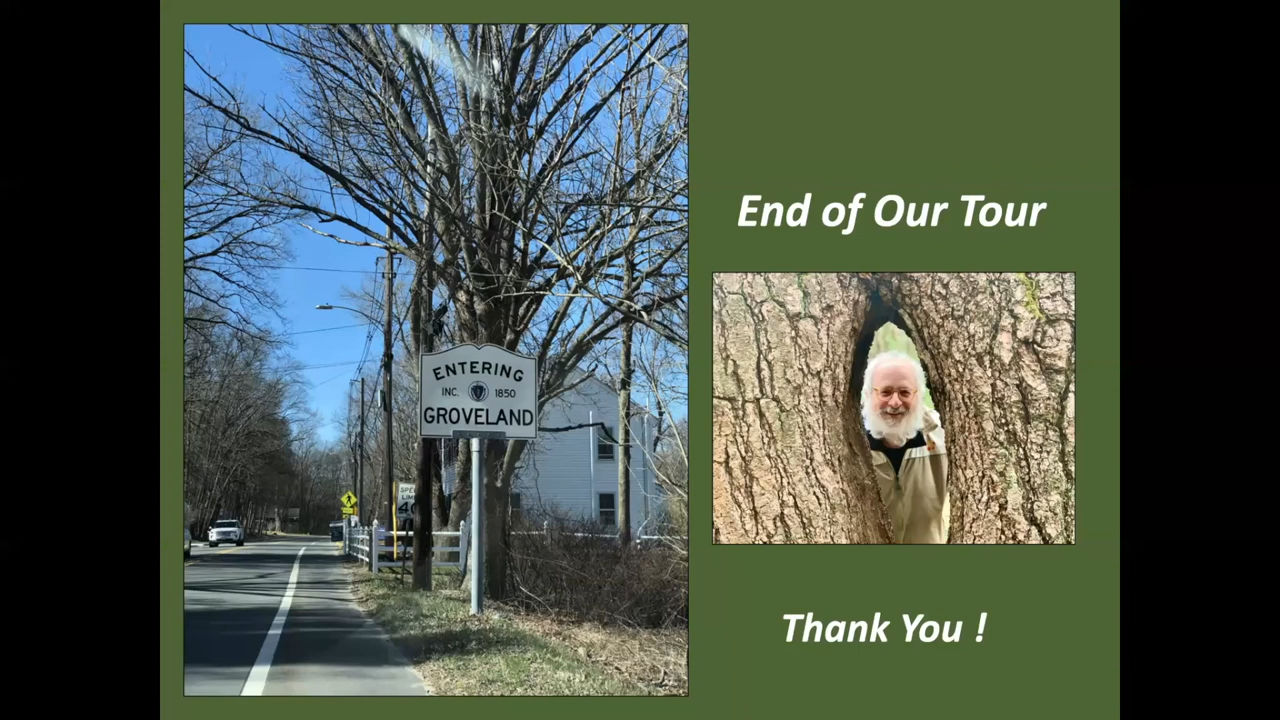 End of Our Tour
ENTERING
INC. 1850
GROVELAND
Thank You !